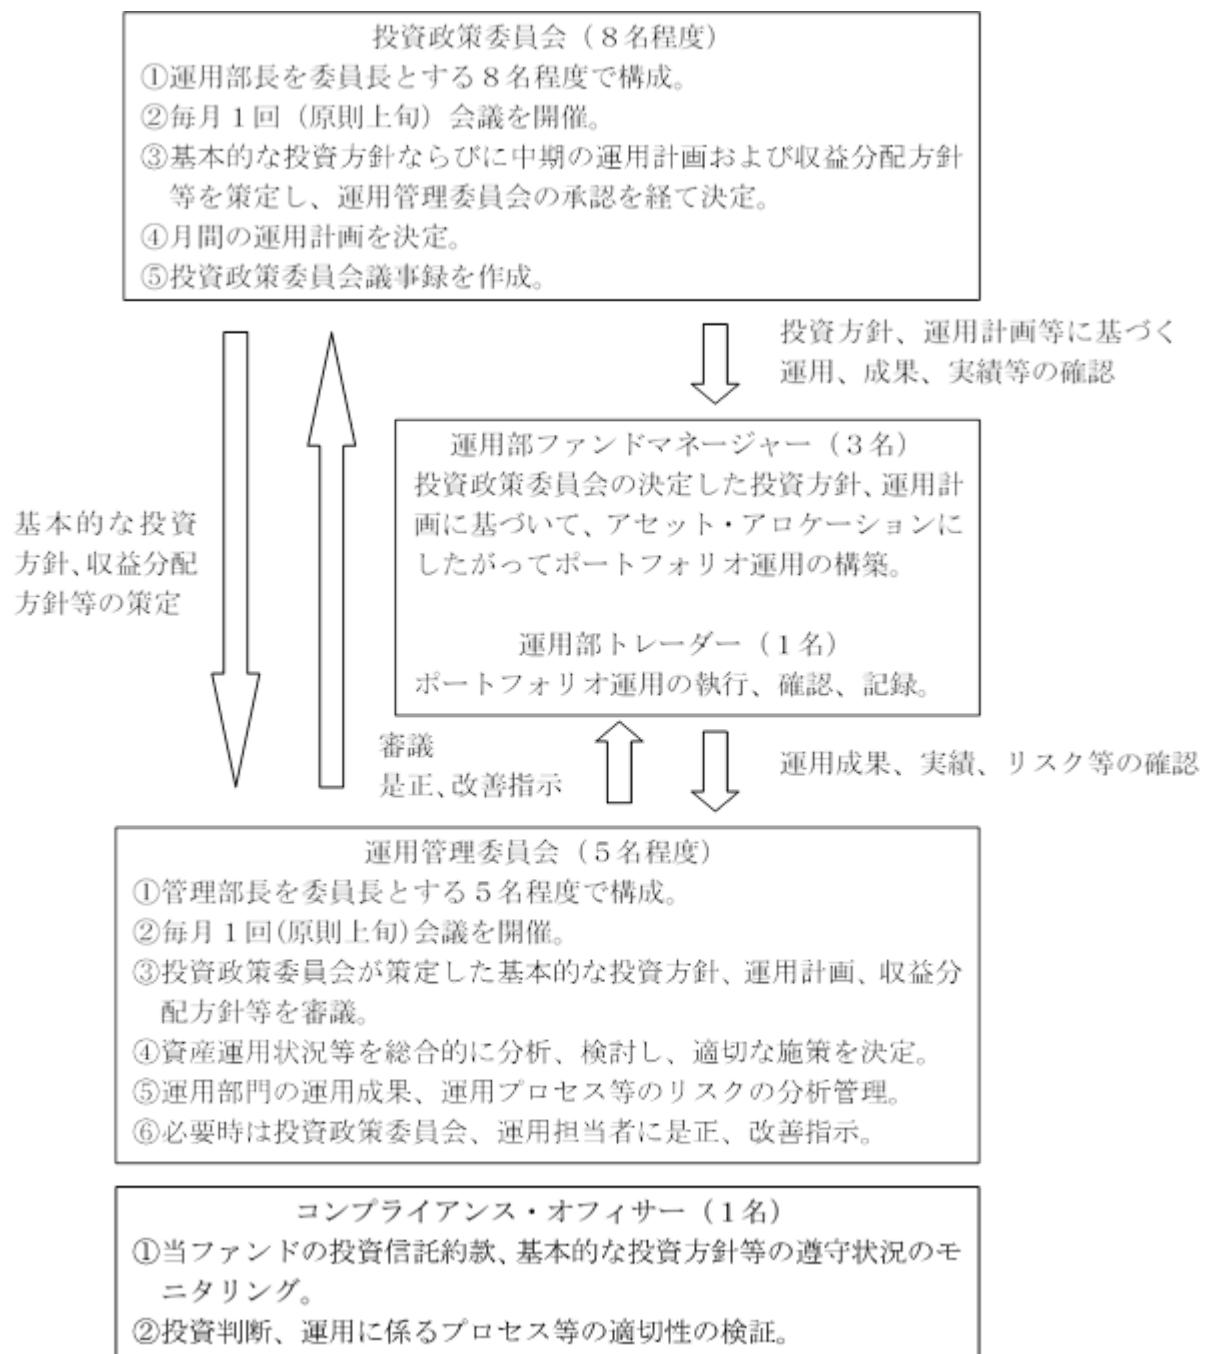 投資政策委員会(8名程度)
①運用部長を委員長とする8名程度で構成。
②毎月1回(原則上旬)会議を開催。
③基本的な投資方針ならびに中期の運用計画および収益分配方針
等を策定し、運用管理委員会の承認を経て決定。
④月間の運用計画を決定。
⑤投資政策委員会議事録を作成。
投資方針、運用計画等に基づく
運用、成果、実績等の確認
運用部ファンドマネージャー(3名)
投資政策委員会の決定した投資方針、運用計
画に基づいて、アセット・アロケーションに
したがってポートフォリオ運用の構築。
運用部トレーダー(1名)
ポートフォリオ運用の執行、確認、記録。
基本的な投資
方針、収益分配
方針等の策定
審議
是正、改善指示
運用成果、実績、リスク等の確認
運用管理委員会(5名程度)
①管理部長を委員長とする5名程度で構成。
②毎月1回(原則上旬)会議を開催。
③投資政策委員会が策定した基本的な投資方針、運用計画、収益分
配方針等を審議。
④資産運用状況等を総合的に分析、検討し、適切な施策を決定。
⑤運用部門の運用成果、運用プロセス等のリスクの分析管理。
⑥必要時は投資政策委員会、運用担当者に是正、改善指示。
コンプライアンス・オフィサー(1名)
①当ファンドの投資信託約款、基本的な投資方針等の遵守状況のモ
ニタリング。
②投資判断、運用に係るプロセス等の適切性の検証。